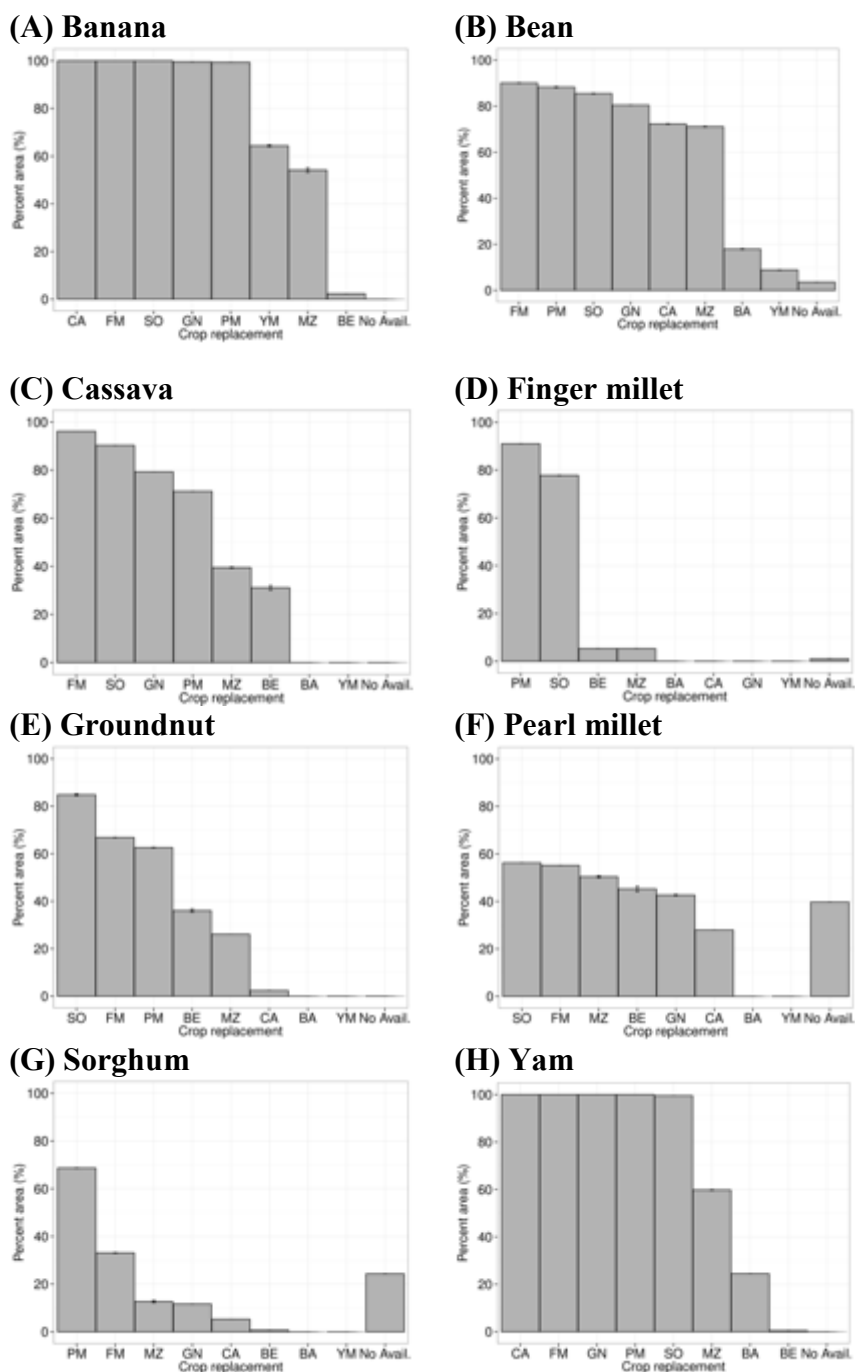 (A) Banana
Percent area (%)
100
80
60
40
20
0
CA FM SO GN PM YM MZ BE No Avail.
Crop replacement
(B) Bean
Percent area (%)
100
80
60
40
20
0
FM PM SO GN CA MZ BA YM No Avail.
Crop replacement
(C) Cassava
Percent area (%)
100
80
60
40
20
0
FM SO GN PM MZ BE BA YM No Avail.
Crop replacement
(D) Finger millet
Percent area (%)
100
80
60
40
20
0
PM SO BE MZ BA CA GN YM No Avail.
Crop replacement
(E) Groundnut
Percent area (%)
100
80
60
40
20
0
SO FM PM BE MZ CA BA YM No Avail.
Crop replacement
(F) Pearl millet
Percent area (%)
100
80
60
40
20
0
SO FM MZ BE GN CA BA YM No Avail.
Crop replacement
(G) Sorghum
Percent area (%)
100
80
60
40
20
0
PM FM MZ GN CA BE BA YM No Avail.
Crop replacement
(H) Yam
Percent area (%)
100
80
60
40
20
0
CA FM GN PM SO MZ BA BE No Avail.
Crop replacement